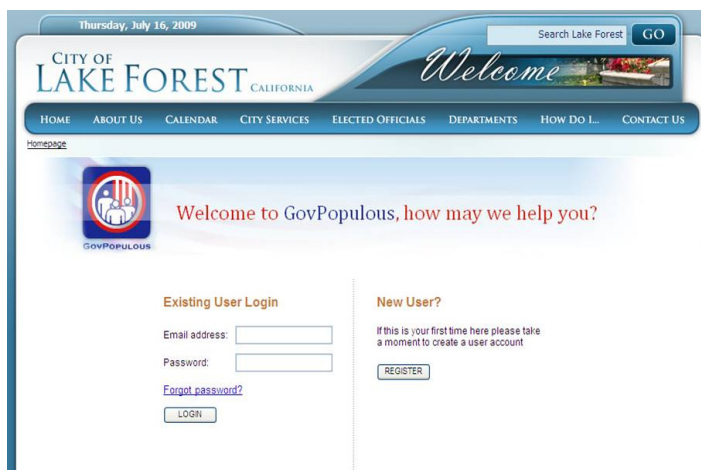 Thursday, July 16, 2009
Search Lake Forest GO
CITY OF
LAKE FOREST CALIFORNIA
Welcome
HOME ABOUT US CALENDAR CITY SERVICES ELECTED OFFICIALS DEPARTMENTS HOW DO I... CONTACT US
Homepage
Welcome to GovPopulous, how may we help you?
GOVPOPULOUS
Existing User Login
Email address:
Password:
Forgot password?
LOGIN
New User?
If this is your first time here please take
a moment to create a user account
REGISTER